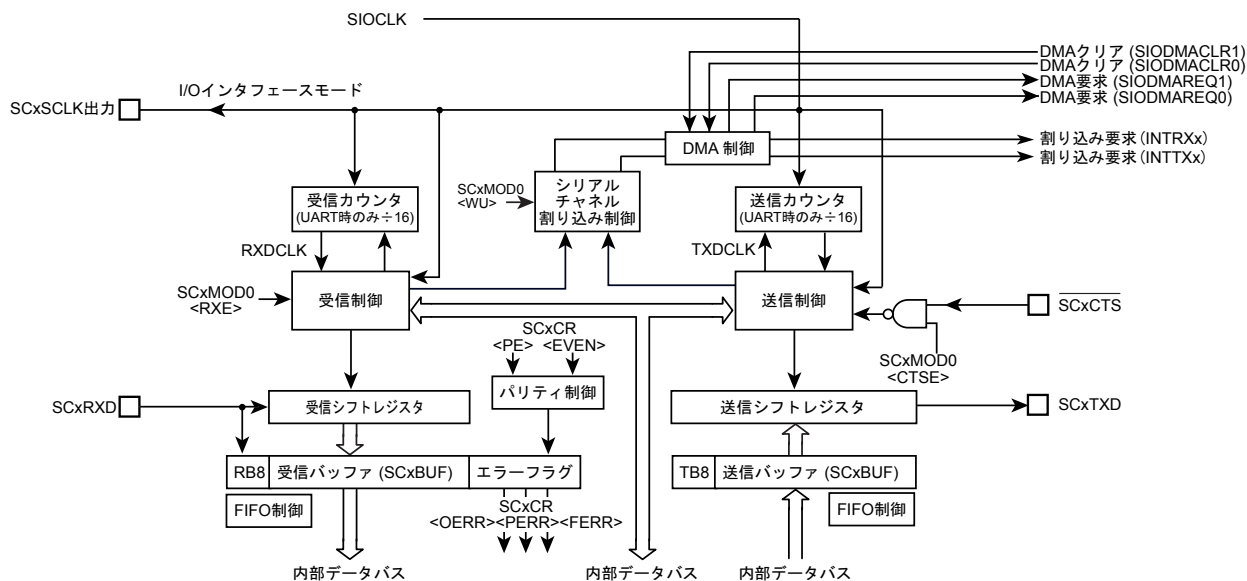 SIOCLK
DMAクリア (SIODMACLR1)
DMAクリア (SIODMACLR0)
DMA要求 (SIODMAREQ1)
DMA要求 (SIODMAREQ0)
I/Oインタフェースモード
SCxSCLK出力
DMA 制御
割り込み要求 (INTRXx)
割り込み要求 (INTTXx)
受信カウンタ
(UART時のみ÷16)
SCxMOD0
<WU>
シリアル
チャネル
割り込み制御
送信カウンタ
(UART時のみ÷16)
RXDCLK
TXDCLK
SCxMOD0
<RXE>
受信制御
送信制御
SCxCTS
SCxCR
<PE> <EVEN>
SCxMOD0
<CTSE>
パリティ制御
SCxRXD
受信シフトレジスタ
送信シフトレジスタ
SCxTXD
RB8
受信バッファ (SCxBUF)
エラーフラグ
TB8
送信バッファ (SCxBUF)
FIFO制御
SCxCR
<OERR><PERR><FERR>
FIFO制御
内部データバス
内部データバス
内部データバス